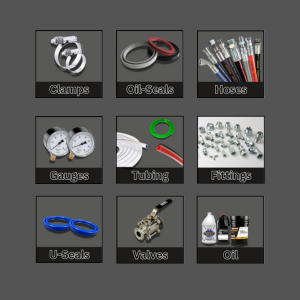 Clamps
Oil-Seals
Hoses
Gauges
Tubing
Fittings
U-Seals
Valves
Oil